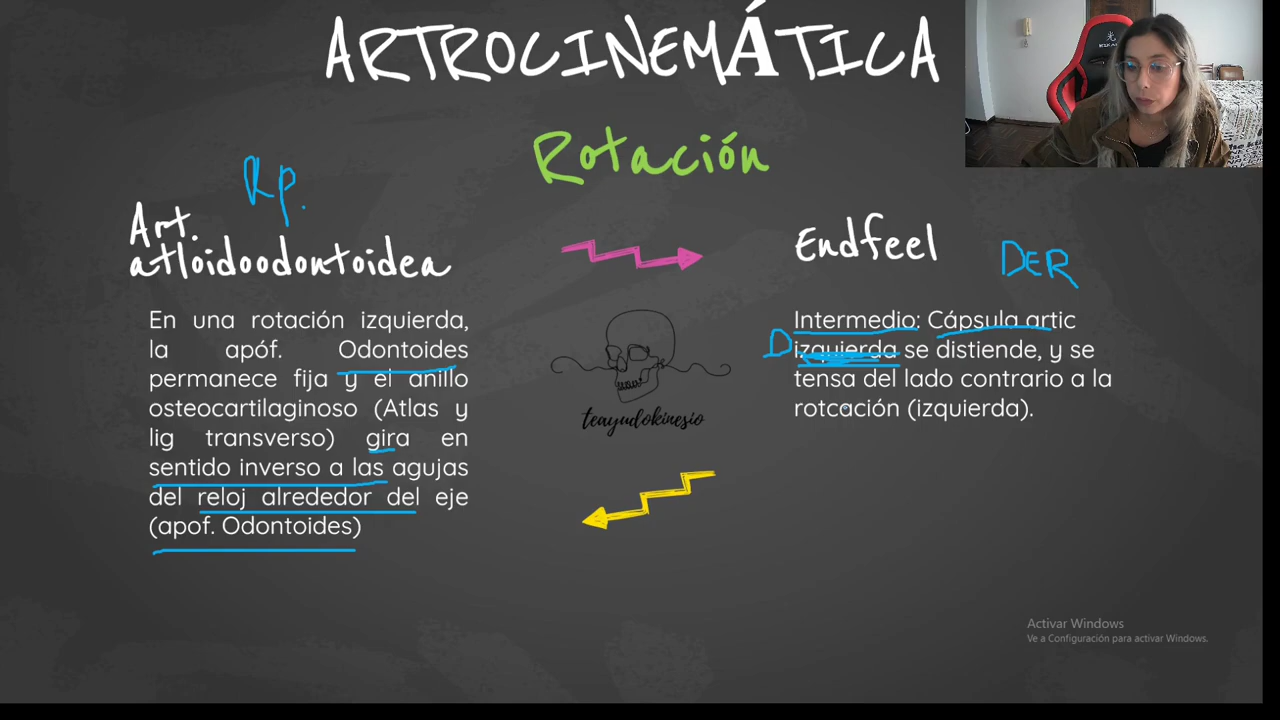 ARTROCINEMÁTICA
Rotación
Rp.
Art.
atloidoodontoidea
En una rotación izquierda,
la apóf. Odontoides
permanece fija y el anillo
osteocartilaginoso (Atlas y
lig transverso) gira en
sentido inverso a las agujas
del reloj alrededor del eje
(apof. Odontoides)
teayudokinesio
Endfeel
DER
Intermedio: Cápsula artic
D izquierda se distiende, y se
tensa del lado contrario a la
rotcación (izquierda).
Activar Windows
Ve a Configuración para activar Windows.